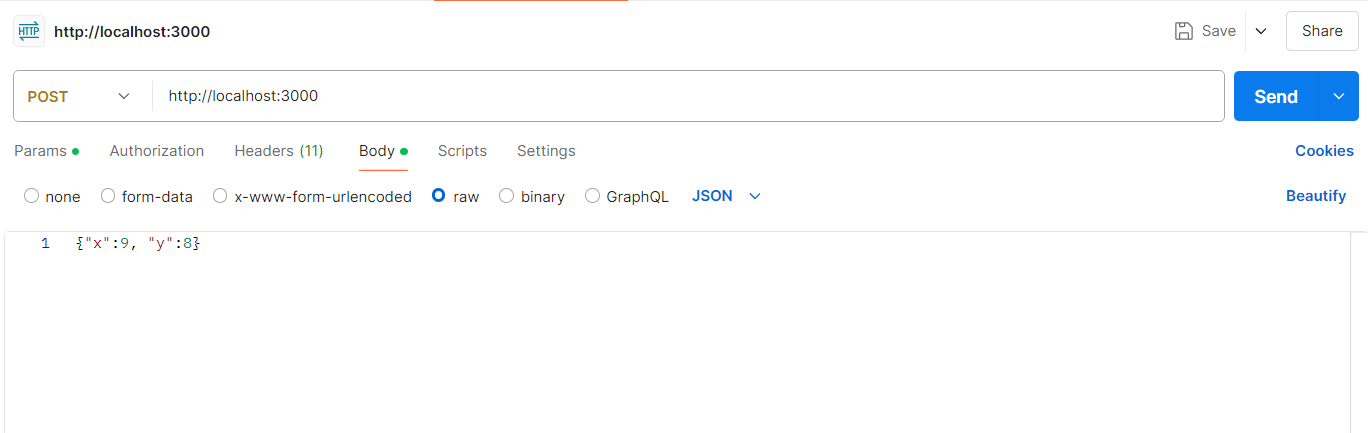 HTTP http://localhost:3000 Save Share
POST http://localhost:3000 Send
Params Authorization Headers (11) Body Scripts Settings Cookies
none form-data x-www-form-urlencoded raw binary GraphQL JSON Beautify
1 {"x":9, "y":8}